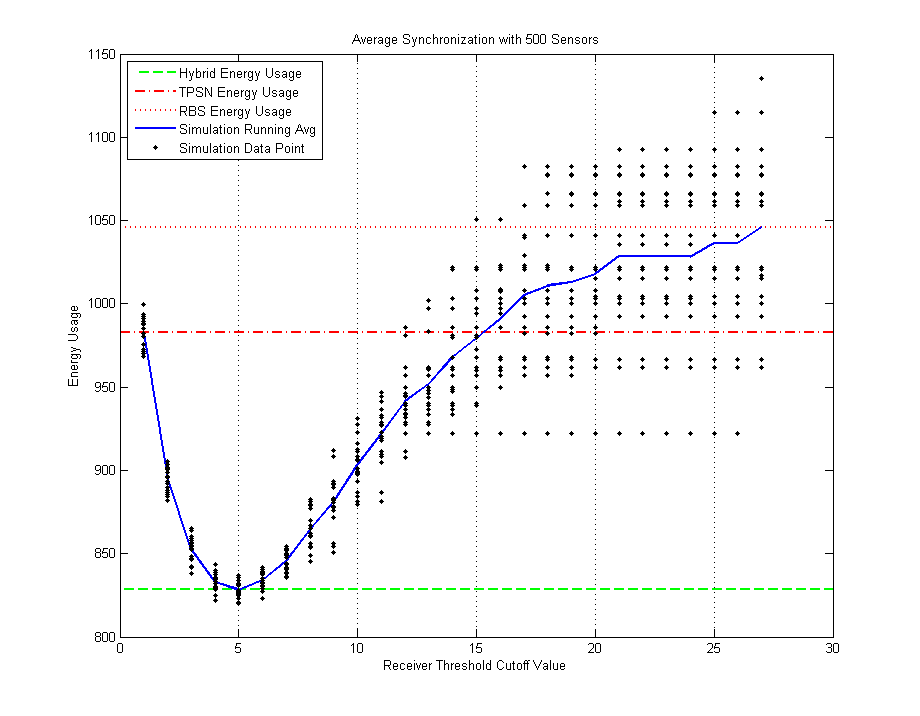 Average Synchronization with 500 Sensors
1150
1100
1050
1000
950
900
850
800
Energy Usage
Hybrid Energy Usage
TPSN Energy Usage
RBS Energy Usage
Simulation Running Avg
Simulation Data Point
0 5 10 15 20 25 30
Receiver Threshold Cutoff Value